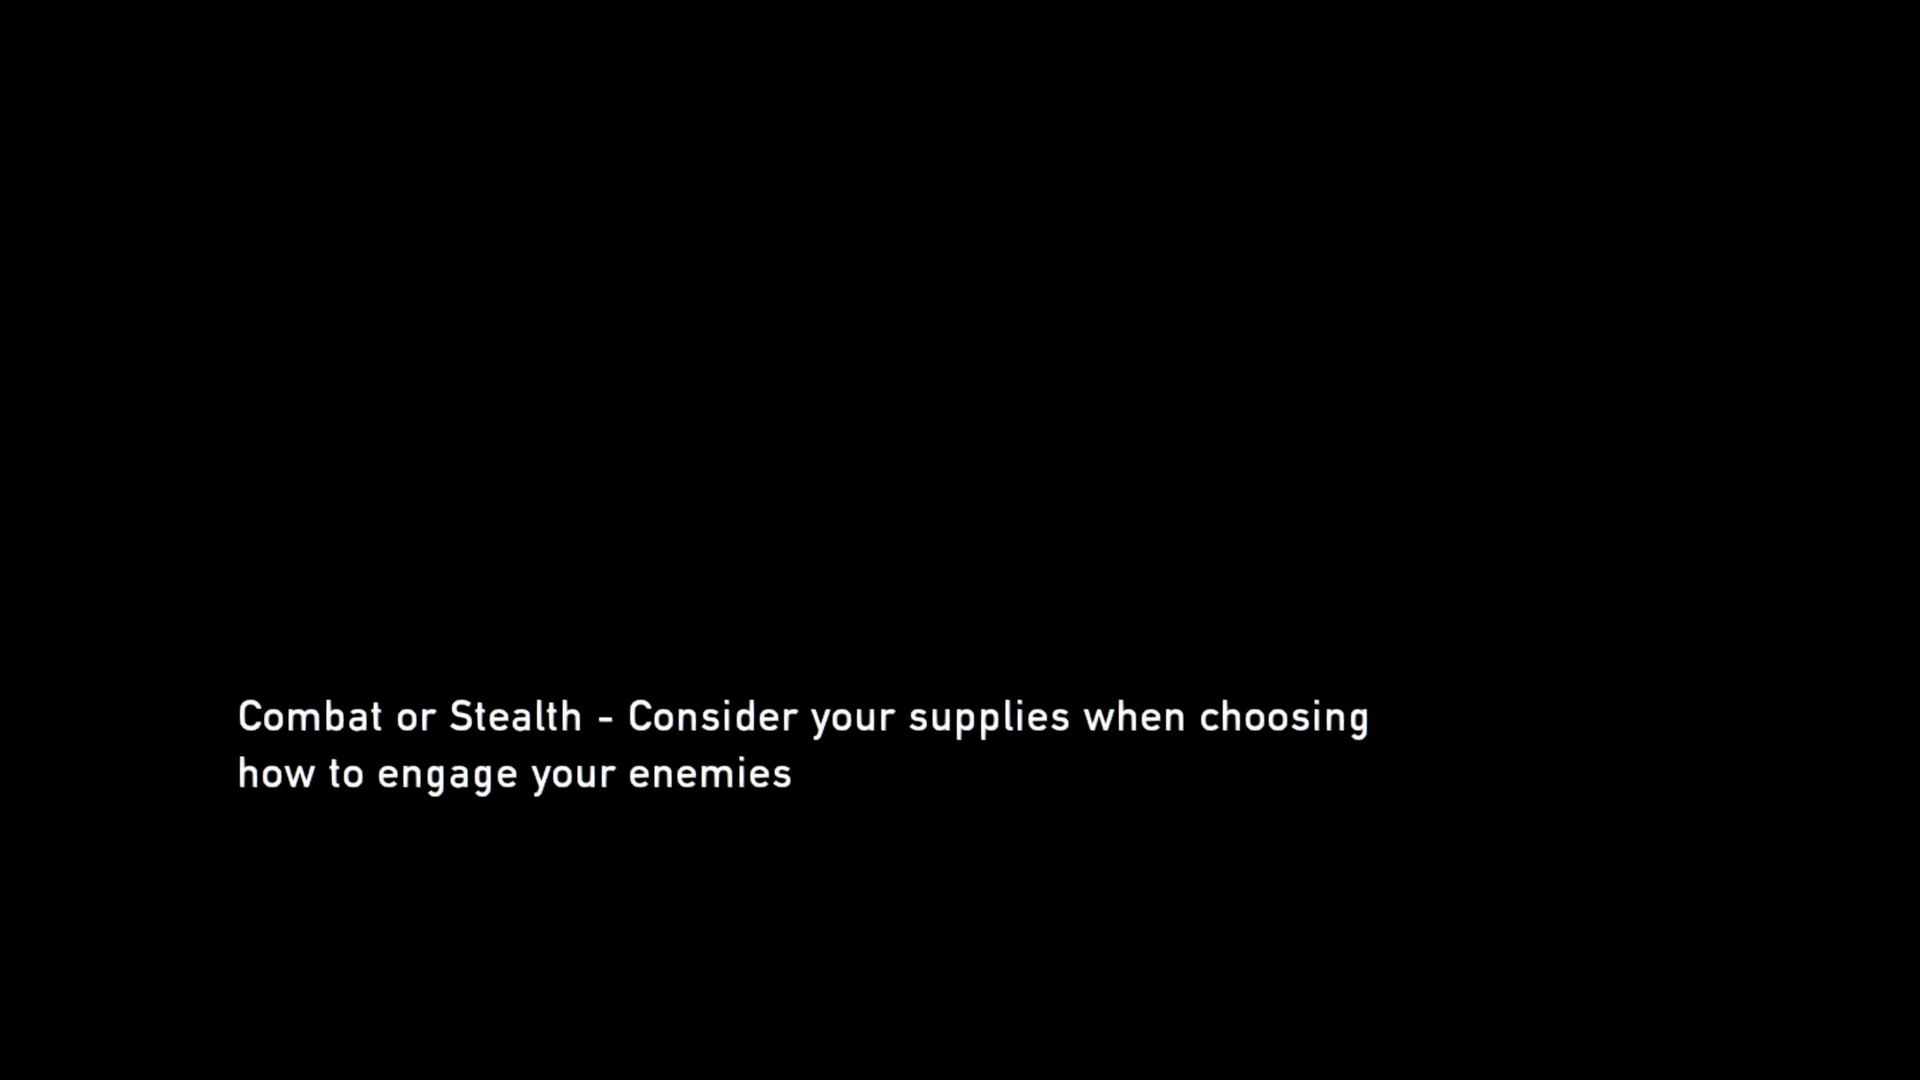 Combat or Stealth - Consider your supplies when choosing
how to engage your enemies